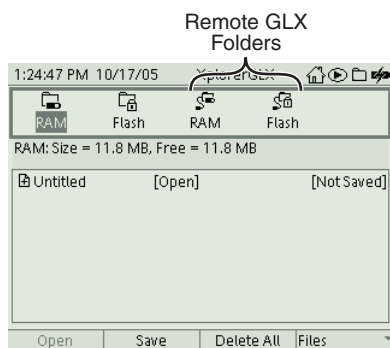 Remote GLX
Folders
1:24:47 PM 10/17/05 XplorerGLX
RAM Flash RAM Flash
RAM: Size = 11.8 MB, Free = 11.8 MB
Untitled [Open] [Not Saved]
Open Save Delete All Files